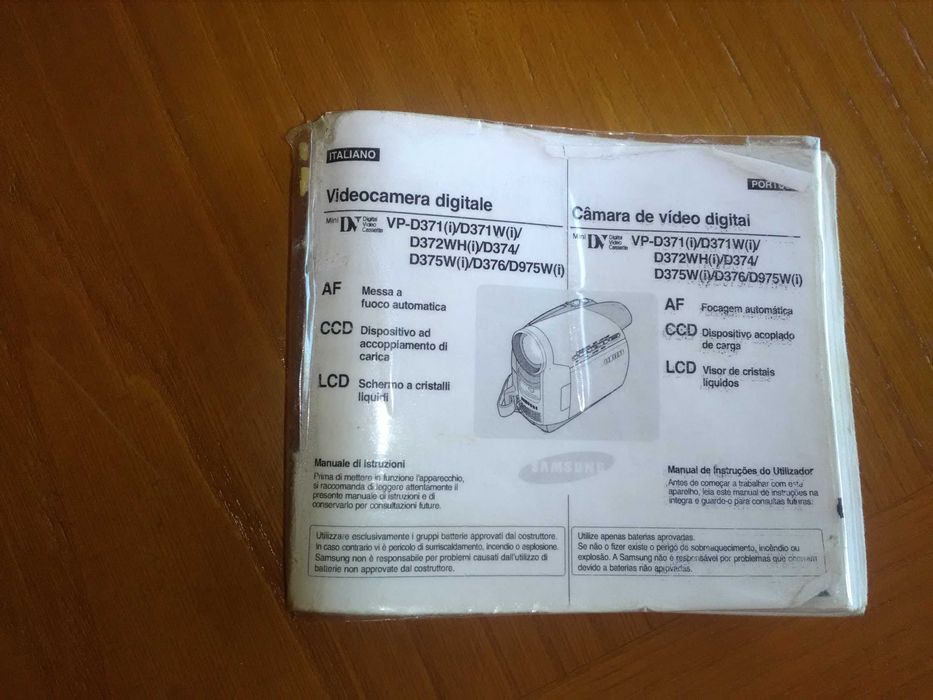 ITALIANO
Videocamera digitale
Mini DV Digital Video Cassette
VP-D371(i)/D371W(i)/
D372WH(i)/D374/
D375W(i)/D376/D975W(i)
AF Messa a
fuoco automatica
CCD Dispositivo ad
accoppiamento di
carica
LCD Schermo a cristalli
liquidi
Manuale di istruzioni
Prima di mettere in funzione l'apparecchio,
si raccomanda di leggere attentamente il
presente manuale di istruzioni e di
conservarlo per consultazioni future.
Utilizzare esclusivamente i gruppi batterie approvati dal costruttore.
In caso contrario vi è pericolo di surriscaldamento, incendio e esplosione.
Samsung non è responsabile per problemi causati dall'utilizzo di
batterie non approvate dal costruttore.
SAMSUNG
PORTU
Câmara de vídeo digitai
Mini DV Digital Video Cassette
VP-D371(i)/D371W(i)/
D372WH(i)/D374/
D375W(i)/D376/D975W(i)
AF Focagem automática
CCD Dispositivo acoplado
de carga
LCD Visor de cristais
líquidos
Manual de Instruções do Utilizador
Antes de começar a trabalhar com este
aparelho, leia este manual de instruções na
íntegra e guarde-o para consultas futuras.
Utilize apenas baterias aprovadas.
Se não o fizer existe o perigo de sobreaquecimento, incêndio ou
explosão. A Samsung não é responsável por problemas que ocorram
devido a baterias não aprovadas.